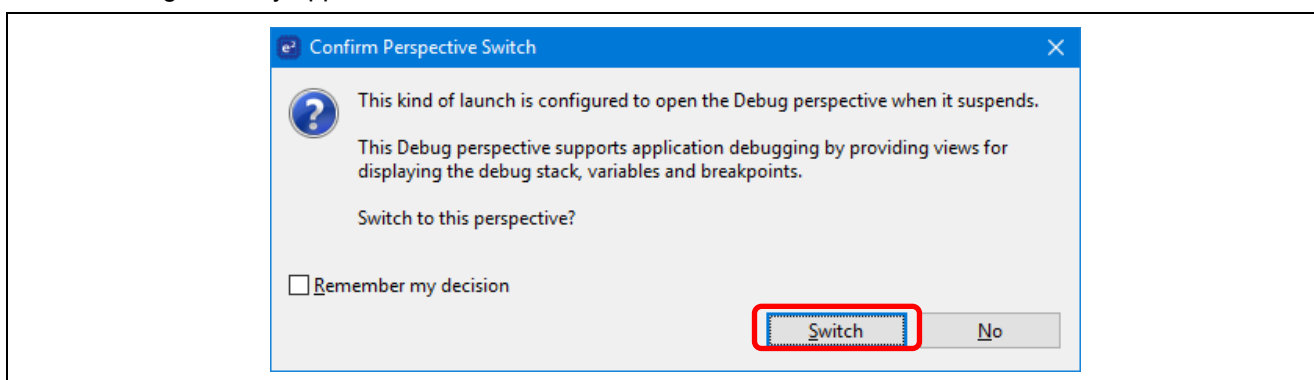 e² Confirm Perspective Switch
This kind of launch is configured to open the Debug perspective when it suspends.
This Debug perspective supports application debugging by providing views for
displaying the debug stack, variables and breakpoints.
Switch to this perspective?
Remember my decision
Switch No